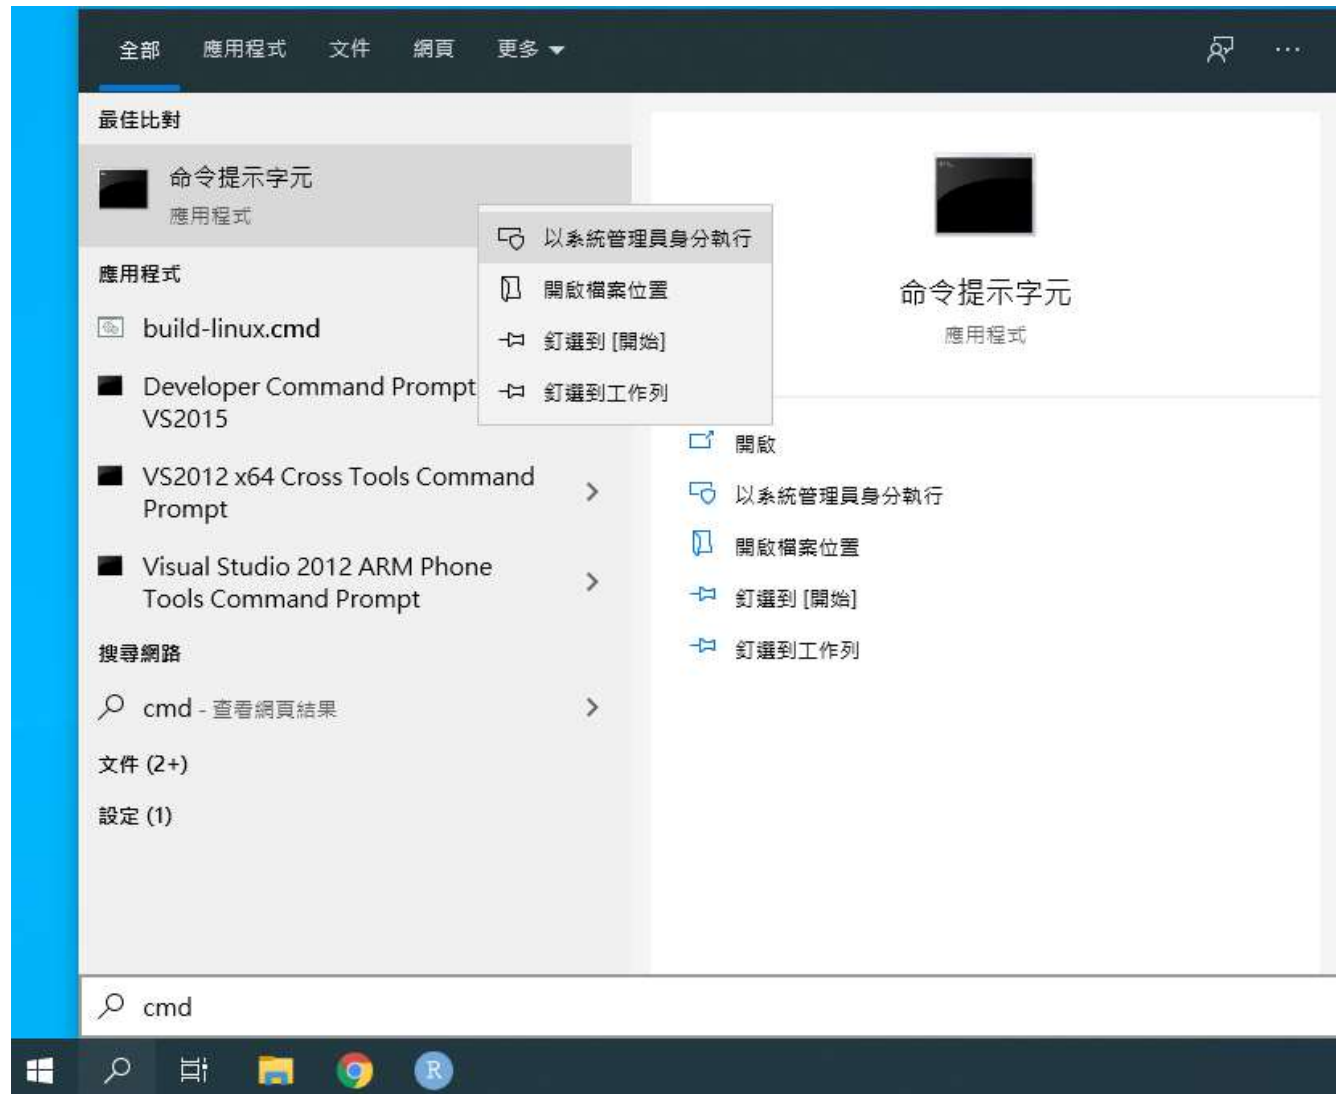 全部 應用程式 文件 網頁 更多
最佳比對
命令提示字元
應用程式
應用程式
build-linux.cmd
Developer Command Prompt
VS2015
VS2012 x64 Cross Tools Command
Prompt
Visual Studio 2012 ARM Phone
Tools Command Prompt
搜尋網路
cmd - 查看網頁結果
文件 (2+)
設定 (1)
以系統管理員身分執行
開啟檔案位置
釘選到 [開始]
釘選到工作列
命令提示字元
應用程式
開啟
以系統管理員身分執行
開啟檔案位置
釘選到 [開始]
釘選到工作列
cmd
R